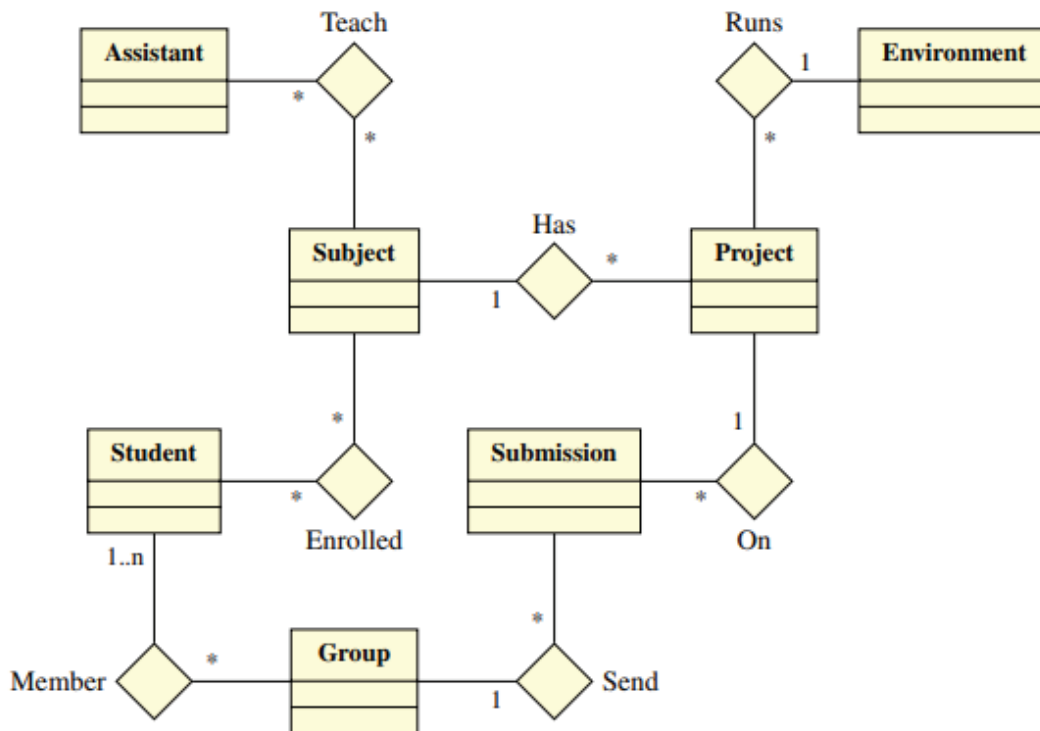 Teach
Runs
Assistant
*
1
Environment
*
*
Has
Subject
1
*
Project
*
1
Student
*
Submission
*
Enrolled
On
1..n
*
Member
*
Group
1
Send